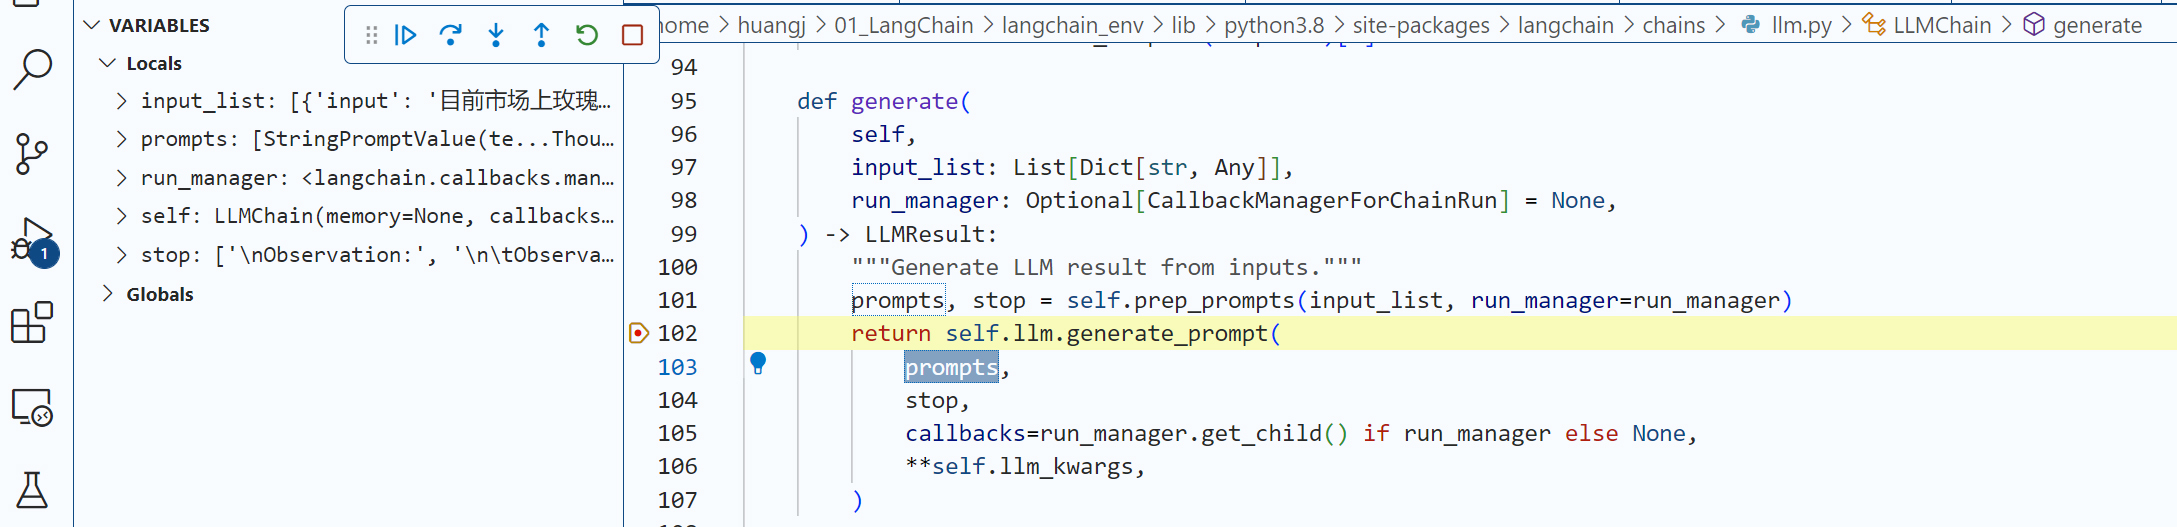 VARIABLES
Locals
input_list: [{'input': '目前市场上玫瑰...
prompts: [StringPromptValue(te...Thou...
run_manager: <langchain.callbacks.man...
self: LLMChain(memory=None, callbacks...
stop: ['\nObservation:', '\n\tObserva...
Globals
1
home > huangj > 01_LangChain > langchain_env > lib > python3.8 > site-packages > langchain > chains > llm.py > LLMChain > generate
94
95 def generate(
96 self,
97 input_list: List[Dict[str, Any]],
98 run_manager: Optional[CallbackManagerForChainRun] = None,
99 ) -> LLMResult:
100 """Generate LLM result from inputs."""
101 prompts, stop = self.prep_prompts(input_list, run_manager=run_manager)
102 return self.llm.generate_prompt(
103 prompts,
104 stop,
105 callbacks=run_manager.get_child() if run_manager else None,
106 **self.llm_kwargs,
107 )